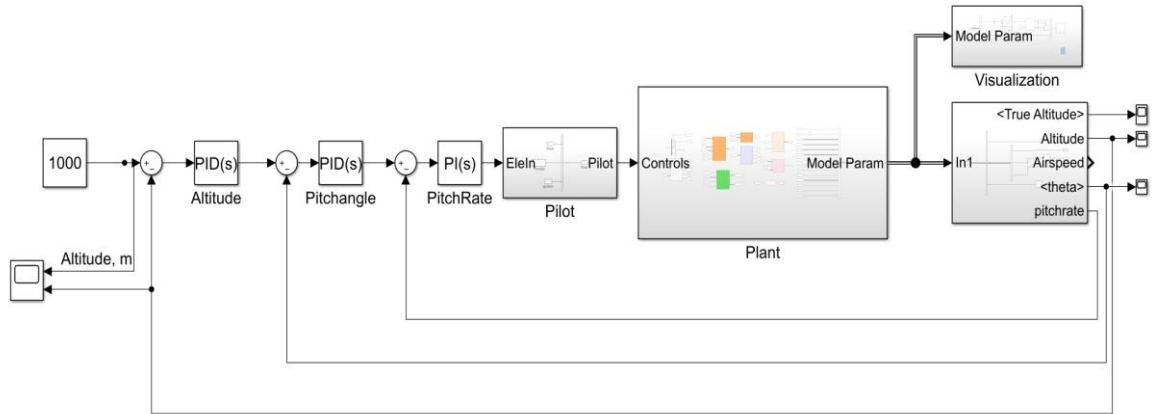 Model Param
Visualization
1000
+
-
PID(s)
Altitude
+
-
PID(s)
Pitchangle
+
-
PI(s)
PitchRate
EleIn
Pilot
Pilot
Controls
Model Param
Plant
In1
<True Altitude>
Altitude
Airspeed
<theta>
pitchrate
Altitude, m